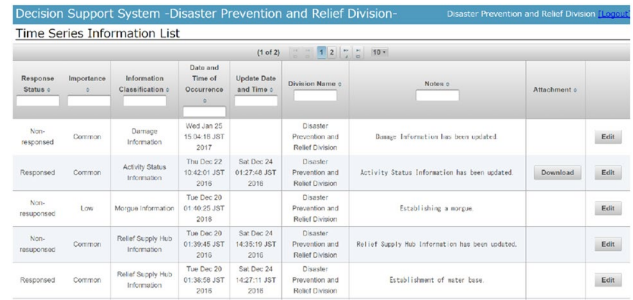 Decision Support System -Disaster Prevention and Relief Division-
Disaster Prevention and Relief Division [Logout]
Time Series Information List
(1 of 2) 1 2 10
Response Status
Importance
Information Classification
Date and Time of Occurrence
Update Date and Time
Division Name
Notes
Attachment
Non-responsed
Common
Damage Information
Wed Jan 25 15:04:18 JST 2017
Disaster Prevention and Relief Division
Damage Information has been updated.
Edit
Responsed
Common
Activity Status Information
Thu Dec 22 10:42:01 JST 2016
Sat Dec 24 01:27:48 JST 2016
Disaster Prevention and Relief Division
Activity Status Information has been updated.
Download
Edit
Non-
Low
Morgue Information
Tue Dec 20 01:40:25 JST 2016
Disaster Prevention and Relief Division
Establishing a morgue.
Edit
Non-
Common
Relief Supply Hub Information
Tue Dec 20 01:39:45 JST 2016
Sat Dec 24 14:35:19 JST 2016
Disaster Prevention and Relief Division
Relief Supply Hub Information has been updated.
Edit
Responsed
Common
Relief Supply Hub Information
Tue Dec 20 01:38:58 JST 2016
Sat Dec 24 14:27:11 JST 2016
Disaster Prevention and Relief Division
Establishment of water base.
Edit